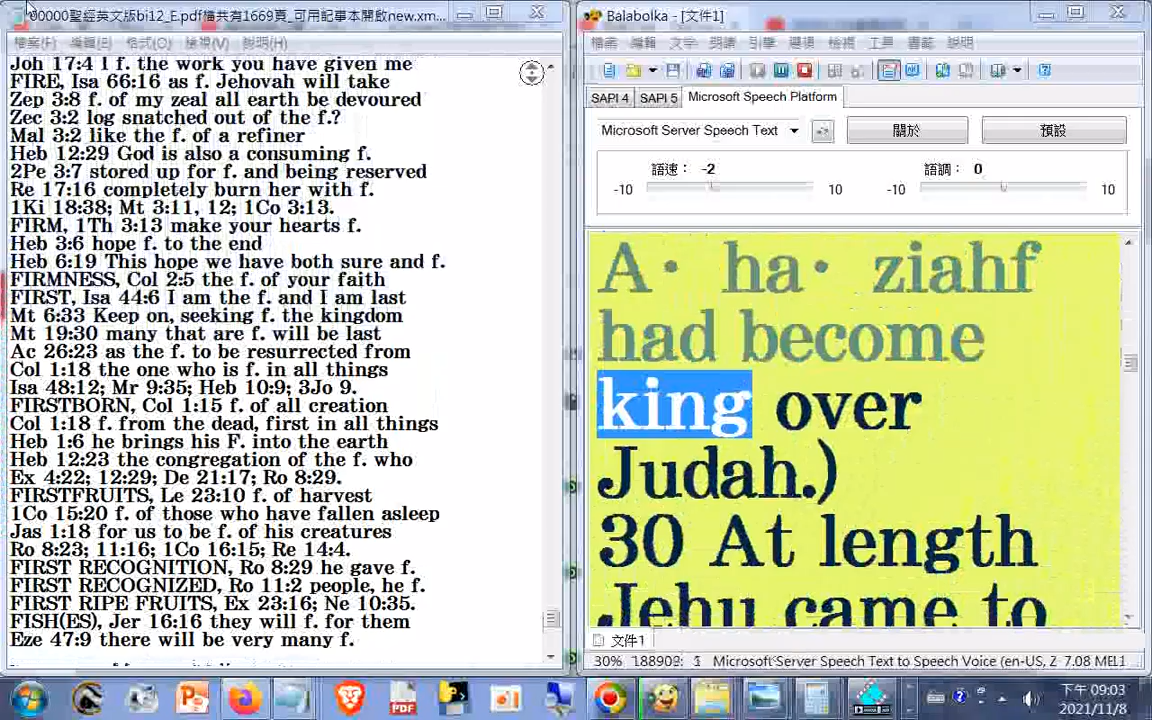 00000聖經英文版bi12_E.pdf檔共有1669頁_可用記事本開啟new.xm...
檔案(F) 編輯(E) 格式(O) 檢視(V) 說明(H)
Joh 17:4 I f. the work you have given me
FIRE, Isa 66:16 as f. Jehovah will take
Zep 3:8 f. of my zeal all earth be devoured
Zec 3:2 log snatched out of the f.?
Mal 3:2 like the f. of a refiner
Heb 12:29 God is also a consuming f.
2Pe 3:7 stored up for f. and being reserved
Re 17:16 completely burn her with f.
1Ki 18:38; Mt 3:11, 12; 1Co 3:13.
FIRM, 1Th 3:13 make your hearts f.
Heb 3:6 hope f. to the end
Heb 6:19 This hope we have both sure and f.
FIRMNESS, Col 2:5 the f. of your faith
FIRST, Isa 44:6 I am the f. and I am last
Mt 6:33 Keep on, seeking f. the kingdom
Mt 19:30 many that are f. will be last
Ac 26:23 as the f. to be resurrected from
Col 1:18 the one who is f. in all things
Isa 48:12; Mr 9:35; Heb 10:9; 3Jo 9.
FIRSTBORN, Col 1:15 f. of all creation
Col 1:18 f. from the dead, first in all things
Heb 1:6 he brings his F. into the earth
Heb 12:23 the congregation of the f. who
Ex 4:22; 12:29; De 21:17; Ro 8:29.
FIRSTFRUITS, Le 23:10 f. of harvest
1Co 15:20 f. of those who have fallen asleep
Jas 1:18 for us to be f. of his creatures
Ro 8:23; 11:16; 1Co 16:15; Re 14:4.
FIRST RECOGNITION, Ro 8:29 he gave f.
FIRST RECOGNIZED, Ro 11:2 people, he f.
FIRST RIPE FRUITS, Ex 23:16; Ne 10:35.
FISH(ES), Jer 16:16 they will f. for them
Eze 47:9 there will be very many f.
Balabolka - [文件1]
檔案 編輯 文字 朗讀 引擎 選項 檢視 工具 書籤 說明
SAPI 4 SAPI 5 Microsoft Speech Platform
Microsoft Server Speech Text 關於 預設
語速： -2 語調： 0
-10 10 -10 10
A· ha· ziahf
had become
king over
Judah.)
30 At length
Jehu came to
文件1
30% Microsoft Server Speech Text to Speech Voice (en-US, Z 7.08
下午 09:03
2021/11/8